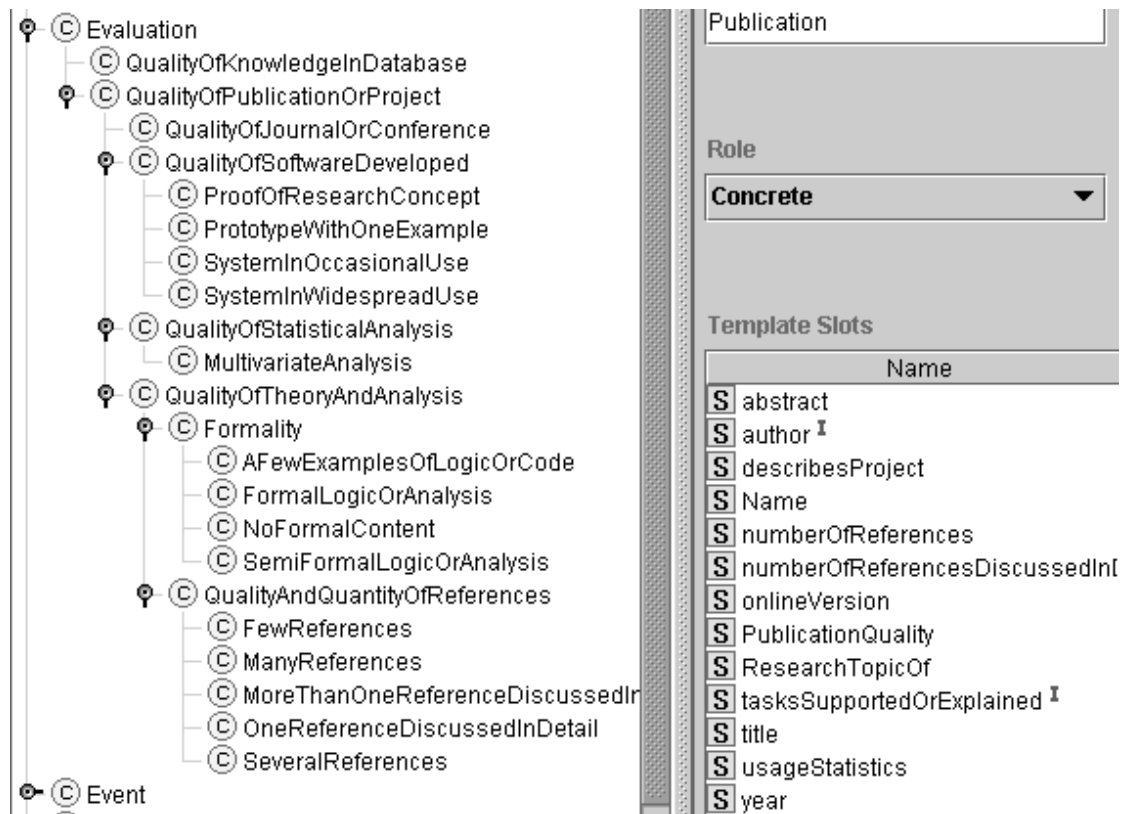 Evaluation
QualityOfKnowledgeInDatabase
QualityOfPublicationOrProject
QualityOfJournalOrConference
QualityOfSoftwareDeveloped
ProofOfResearchConcept
PrototypeWithOneExample
SystemInOccasionalUse
SystemInWidespreadUse
QualityOfStatisticalAnalysis
MultivariateAnalysis
QualityOfTheoryAndAnalysis
Formality
AFewExamplesOfLogicOrCode
FormalLogicOrAnalysis
NoFormalContent
SemiFormalLogicOrAnalysis
QualityAndQuantityOfReferences
FewReferences
ManyReferences
MoreThanOneReferenceDiscussedIn
OneReferenceDiscussedInDetail
SeveralReferences
Event
Publication
Role
Concrete
Template Slots
Name
S abstract
S author I
S describesProject
S Name
S numberOfReferences
S numberOfReferencesDiscussedIn
S onlineVersion
S PublicationQuality
S ResearchTopicOf
S tasksSupportedOrExplained I
S title
S usageStatistics
S year